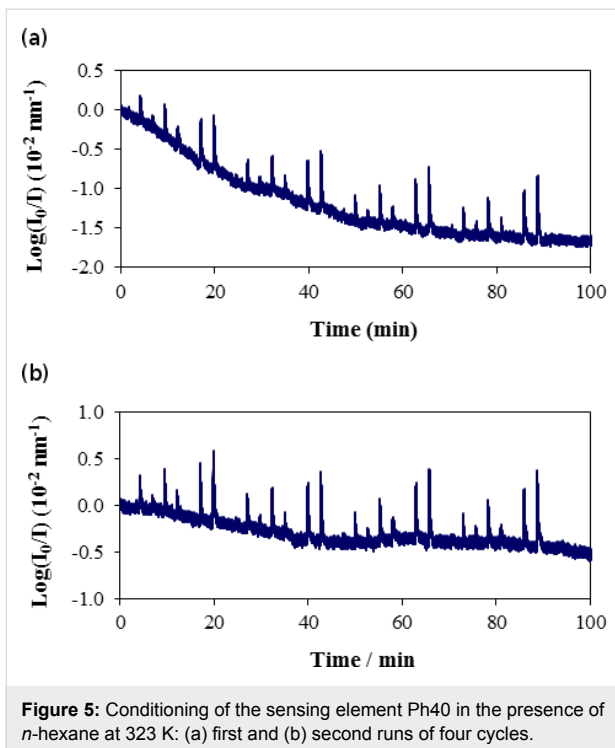 (a)
Log(I₀/I) (10⁻² nm⁻¹)
0.5
0.0
-0.5
-1.0
-1.5
-2.0
0 20 40 60 80 100
Time (min)
(b)
Log(I₀/I) (10⁻² nm⁻¹)
1.0
0.5
0.0
-0.5
-1.0
0 20 40 60 80 100
Time / min
Figure 5: Conditioning of the sensing element Ph40 in the presence of
n-hexane at 323 K: (a) first and (b) second runs of four cycles.